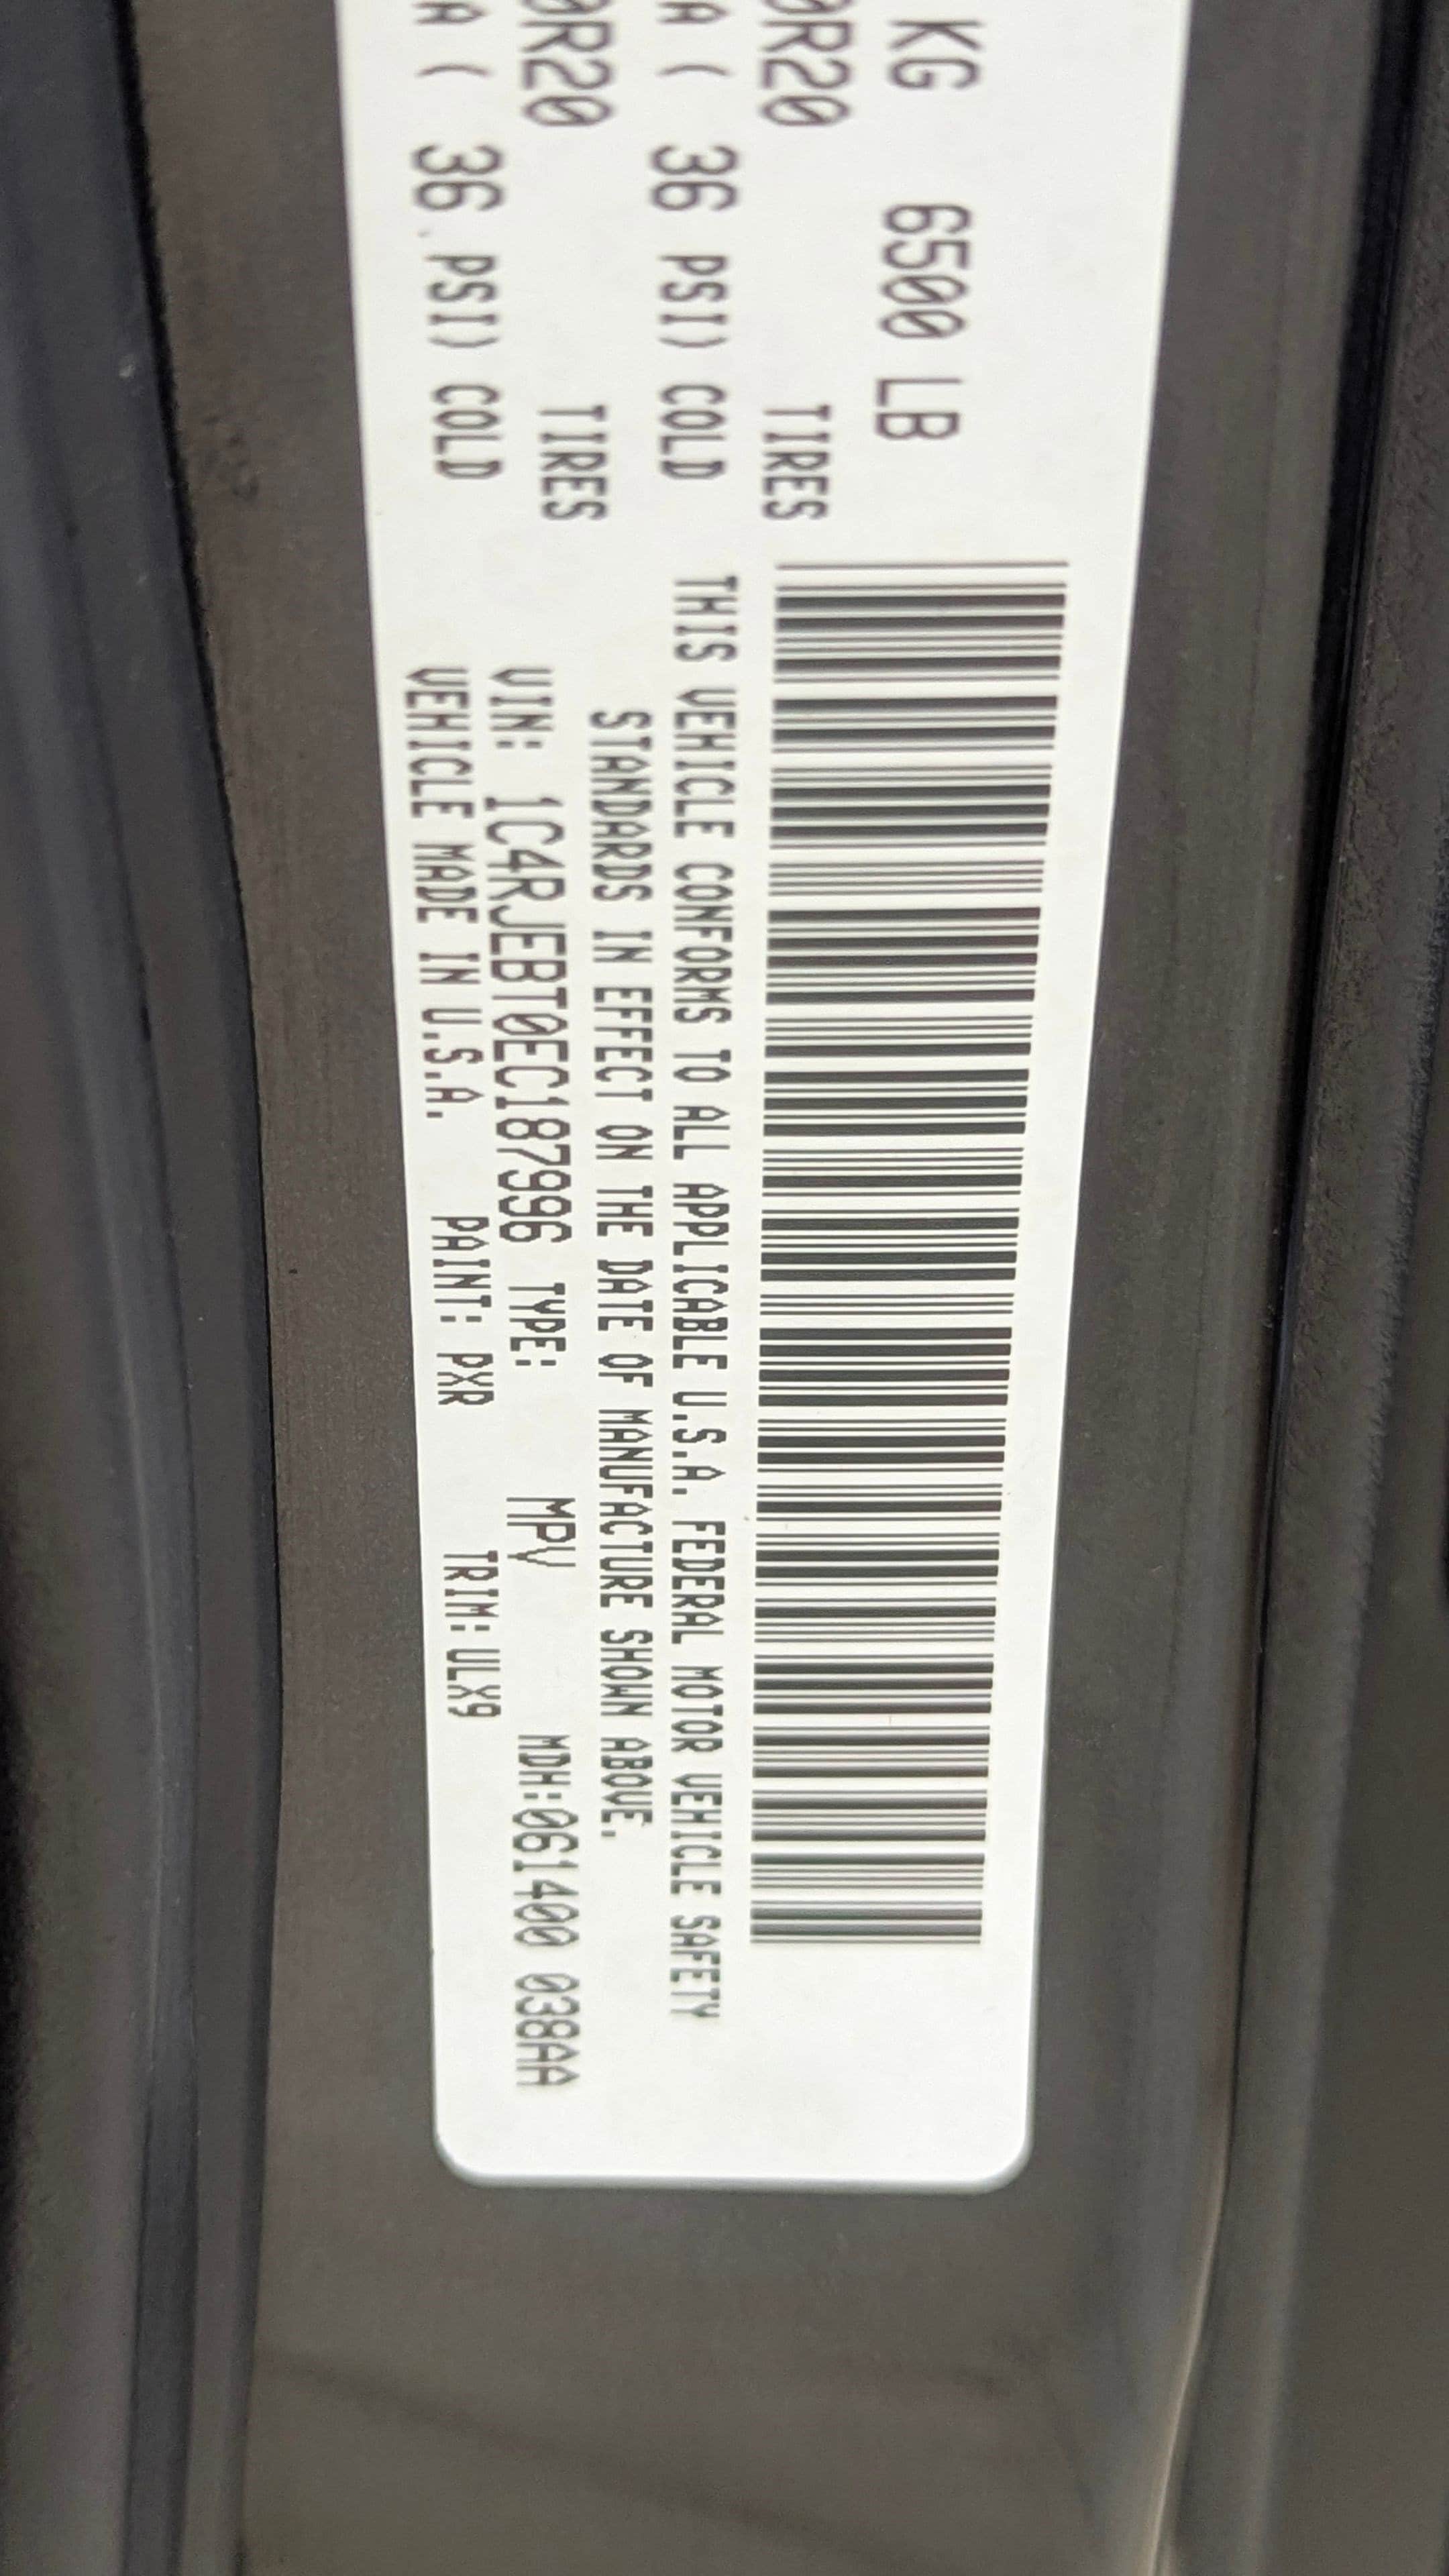 KG 6500 LB
0R20 TIRES
A ( 36 PSI) COLD
0R20 TIRES
A ( 36 PSI) COLD
THIS VEHICLE CONFORMS TO ALL APPLICABLE U.S.A. FEDERAL MOTOR VEHICLE SAFETY
STANDARDS IN EFFECT ON THE DATE OF MANUFACTURE SHOWN ABOVE.
VIN: 1C4RJEBT0EC187996 TYPE: MPV MDH:061400 038AA
VEHICLE MADE IN U.S.A. PAINT: PXR TRIM:ULX9